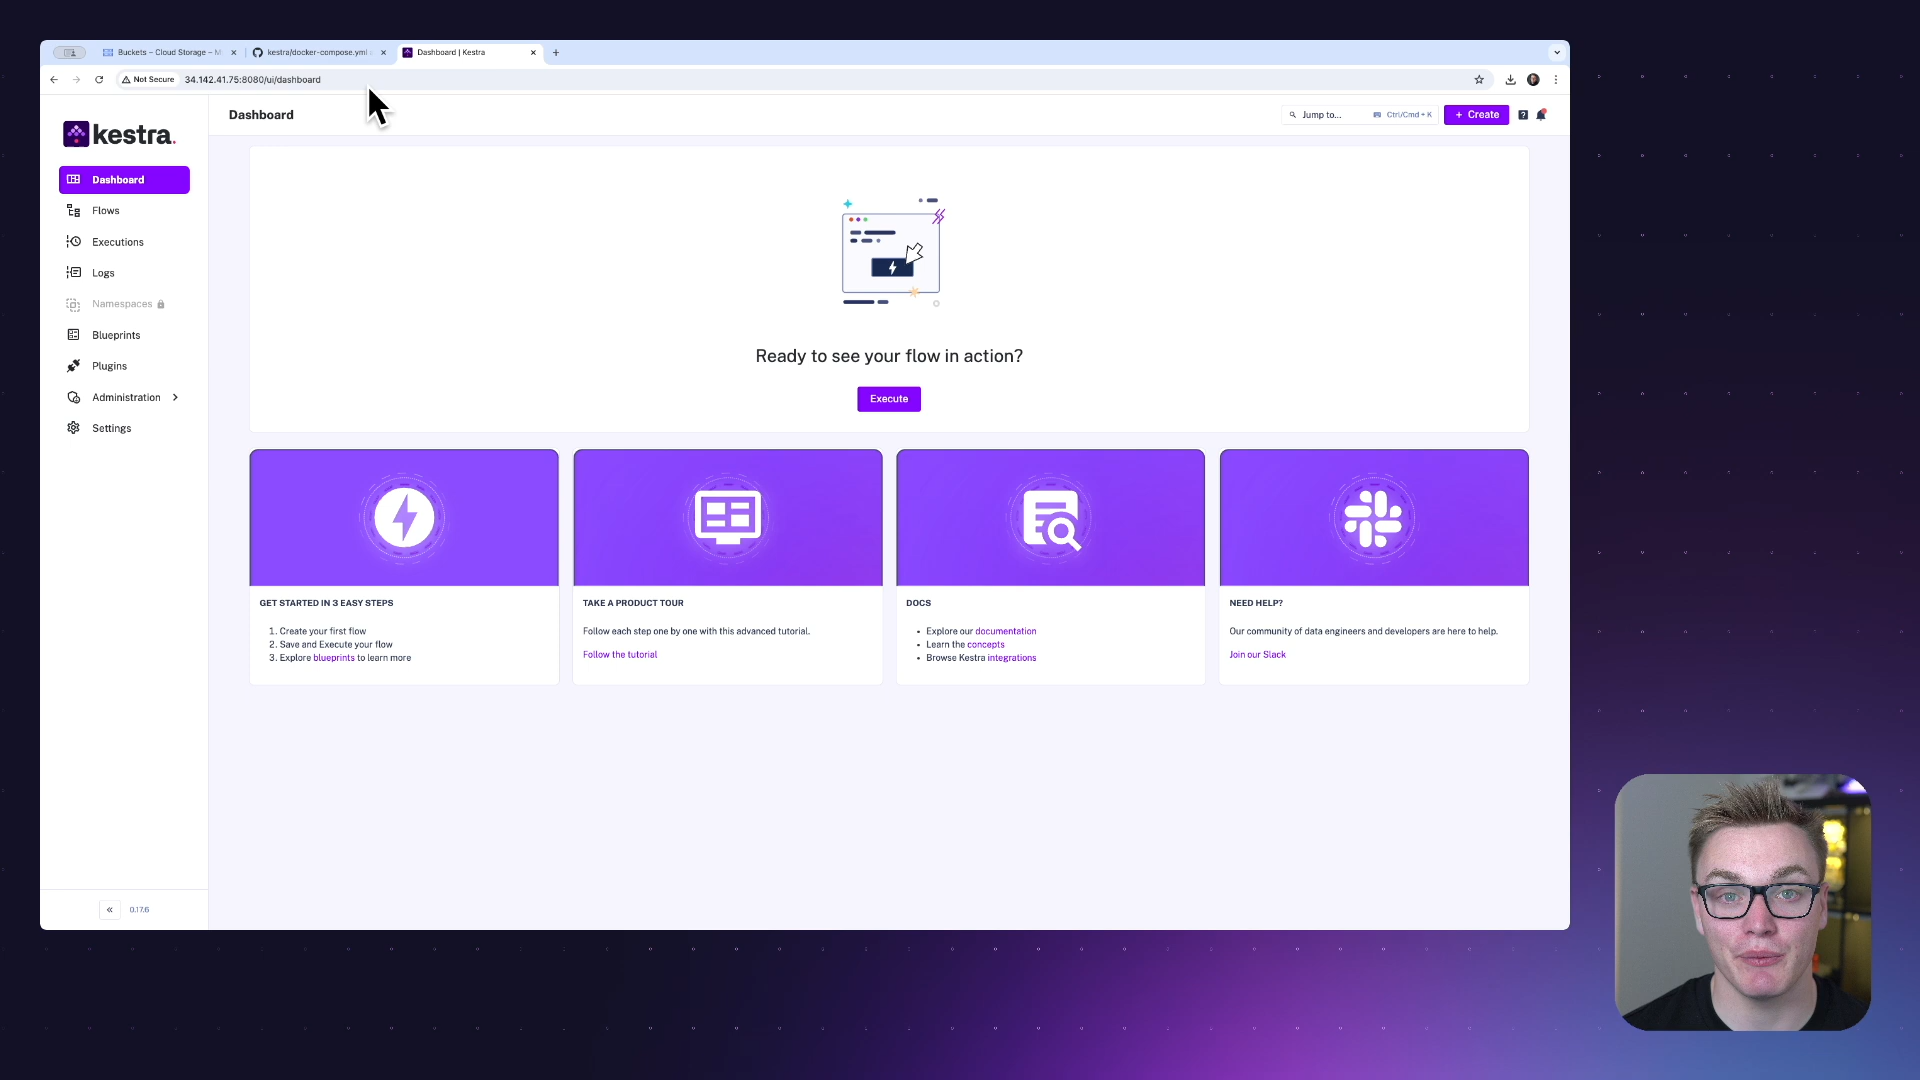 Buckets – Cloud Storage – M
kestra/docker-compose.yml
Dashboard | Kestra
Not Secure
34.142.41.75:8080/ui/dashboard
kestra.
Dashboard
Jump to...
Ctrl/Cmd + K
+ Create
Dashboard
Flows
Executions
Logs
Namespaces
Blueprints
Plugins
Administration
Settings
Ready to see your flow in action?
Execute
GET STARTED IN 3 EASY STEPS
1. Create your first flow
2. Save and Execute your flow
3. Explore blueprints to learn more
TAKE A PRODUCT TOUR
Follow each step one by one with this advanced tutorial.
Follow the tutorial
DOCS
• Explore our documentation
• Learn the concepts
• Browse Kestra integrations
NEED HELP?
Our community of data engineers and developers are here to help.
Join our Slack
0.17.6